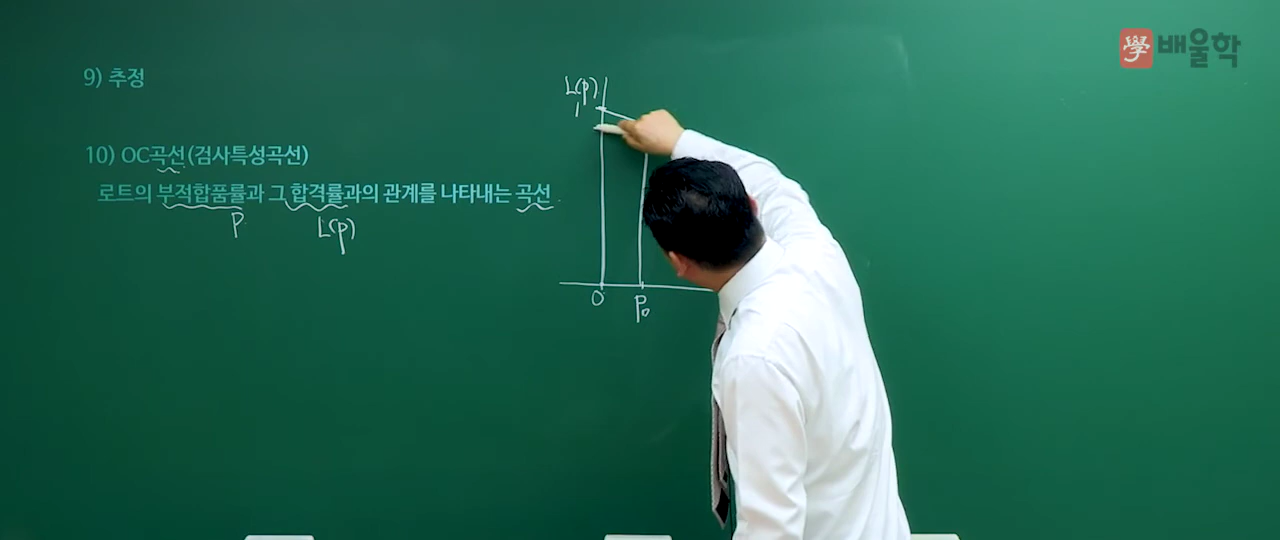 學 배울학
9) 추정
10) OC곡선(검사특성곡선)
로트의 부적합품률과 그 합격률과의 관계를 나타내는 곡선.
P
L(p)
L(p)
1
0
P₀